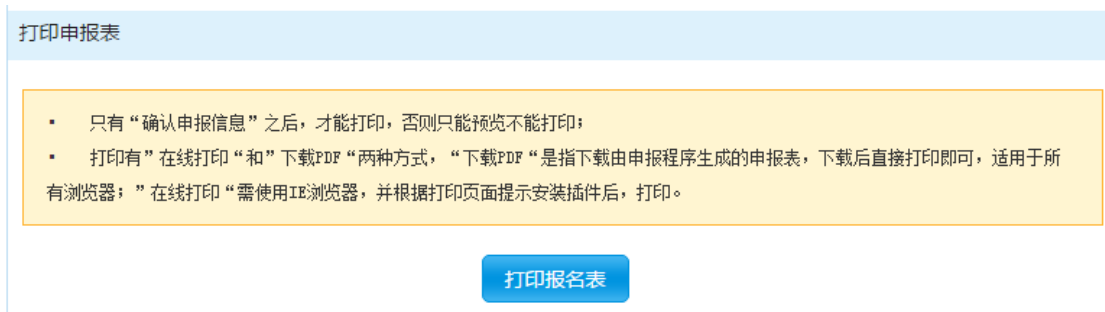 打印申报表
▪ 只有“确认申报信息”之后，才能打印，否则只能预览不能打印；
▪ 打印有”在线打印“和”下载PDF“两种方式，“下载PDF“是指下载由申报程序生成的申报表，下载后直接打印即可，适用于所
有浏览器；”在线打印“需使用IE浏览器，并根据打印页面提示安装插件后，打印。
打印报名表